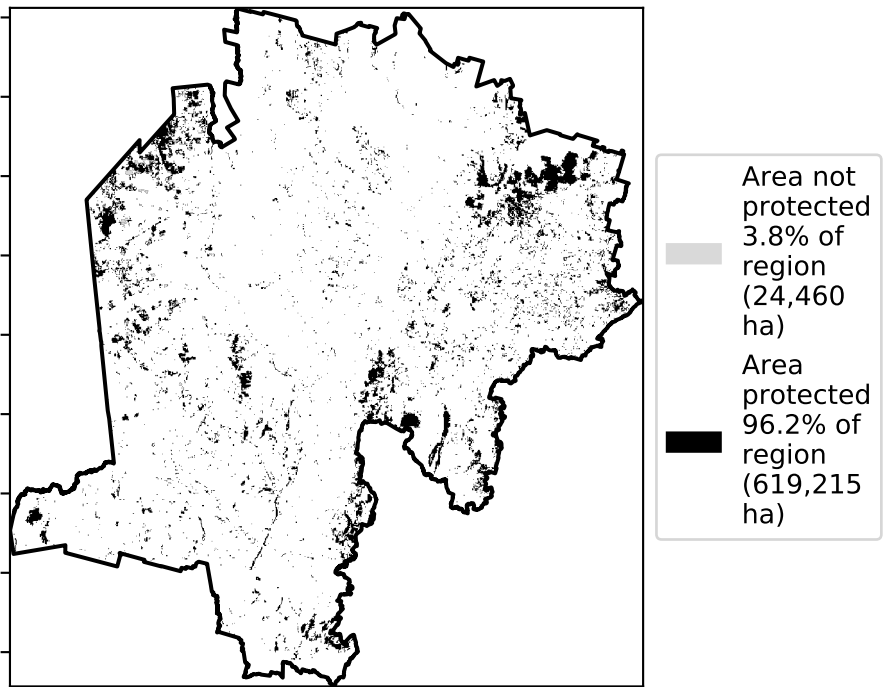 Area not
protected
3.8% of
region
(24,460
ha)
Area
protected
96.2% of
region
(619,215
ha)